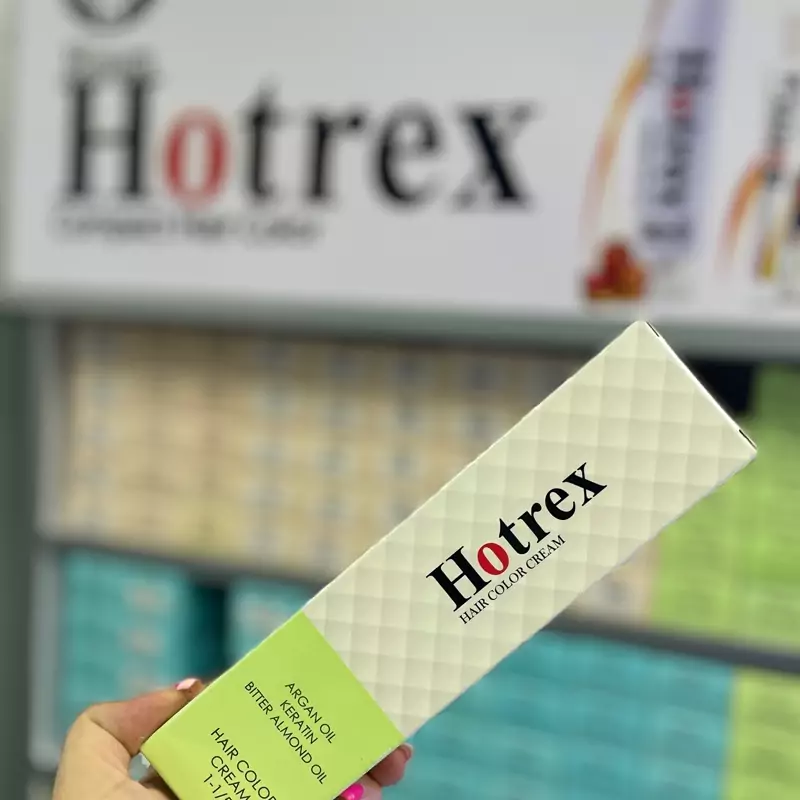 Hotrex
Hotrex
HAIR COLOR CREAM
ARGAN OIL
KERATIN
BITTER ALMOND OIL
HAIR COLOR
CREAM